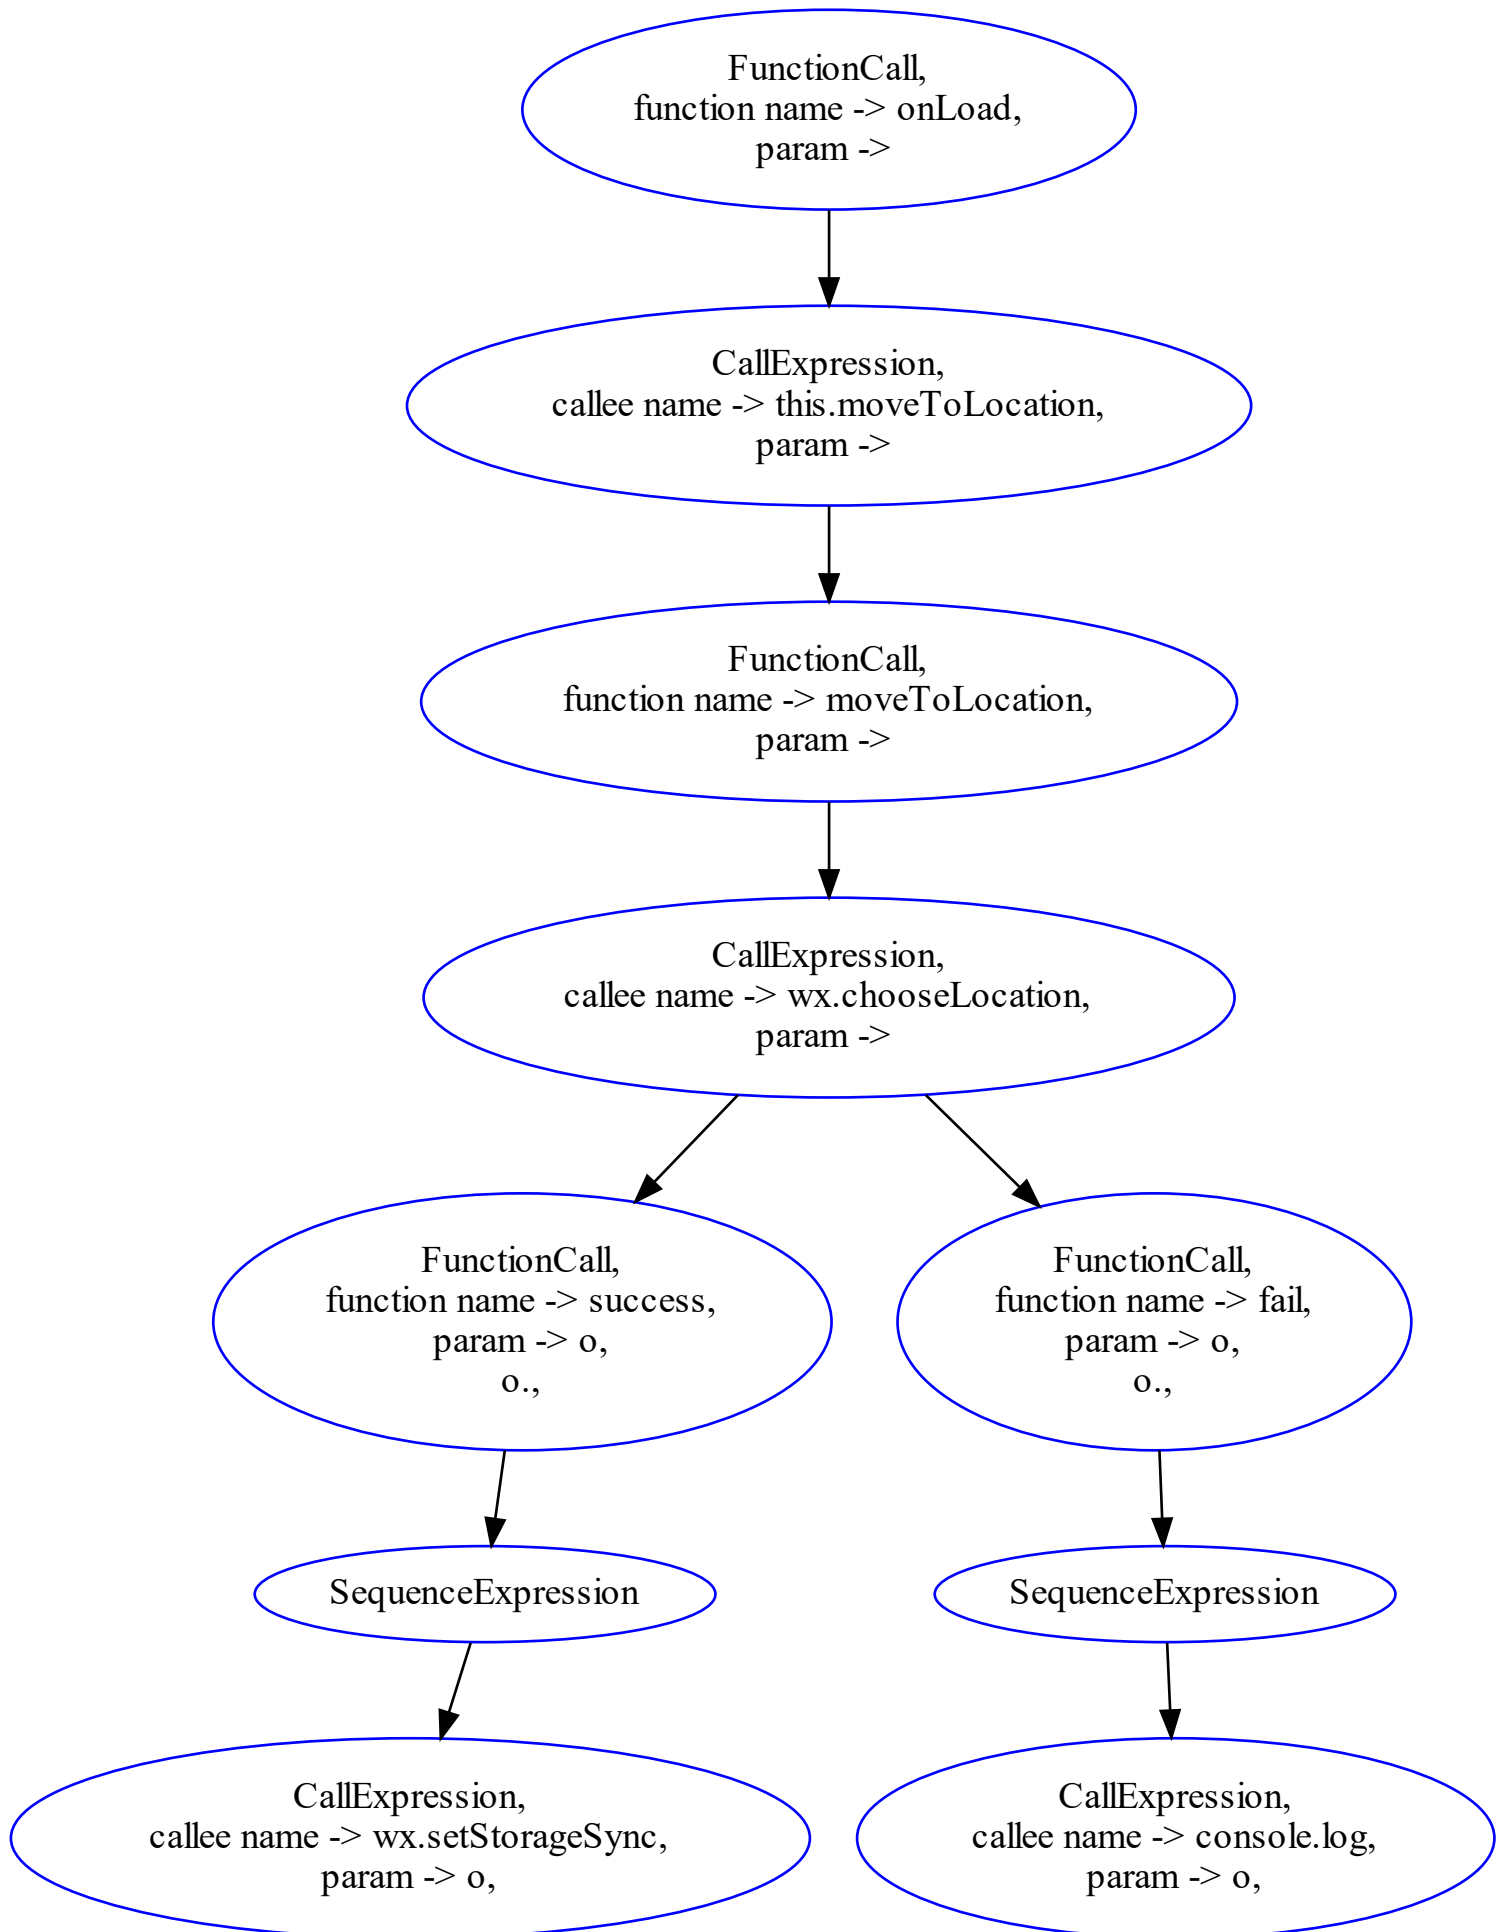 FunctionCall,
function name -> onLoad,
param ->
CallExpression,
callee name -> this.moveToLocation,
param ->
FunctionCall,
function name -> moveToLocation,
param ->
CallExpression,
callee name -> wx.chooseLocation,
param ->
FunctionCall,
function name -> success,
param -> o,
o.,
FunctionCall,
function name -> fail,
param -> o,
o.,
SequenceExpression
SequenceExpression
CallExpression,
callee name -> wx.setStorageSync,
param -> o,
CallExpression,
callee name -> console.log,
param -> o,